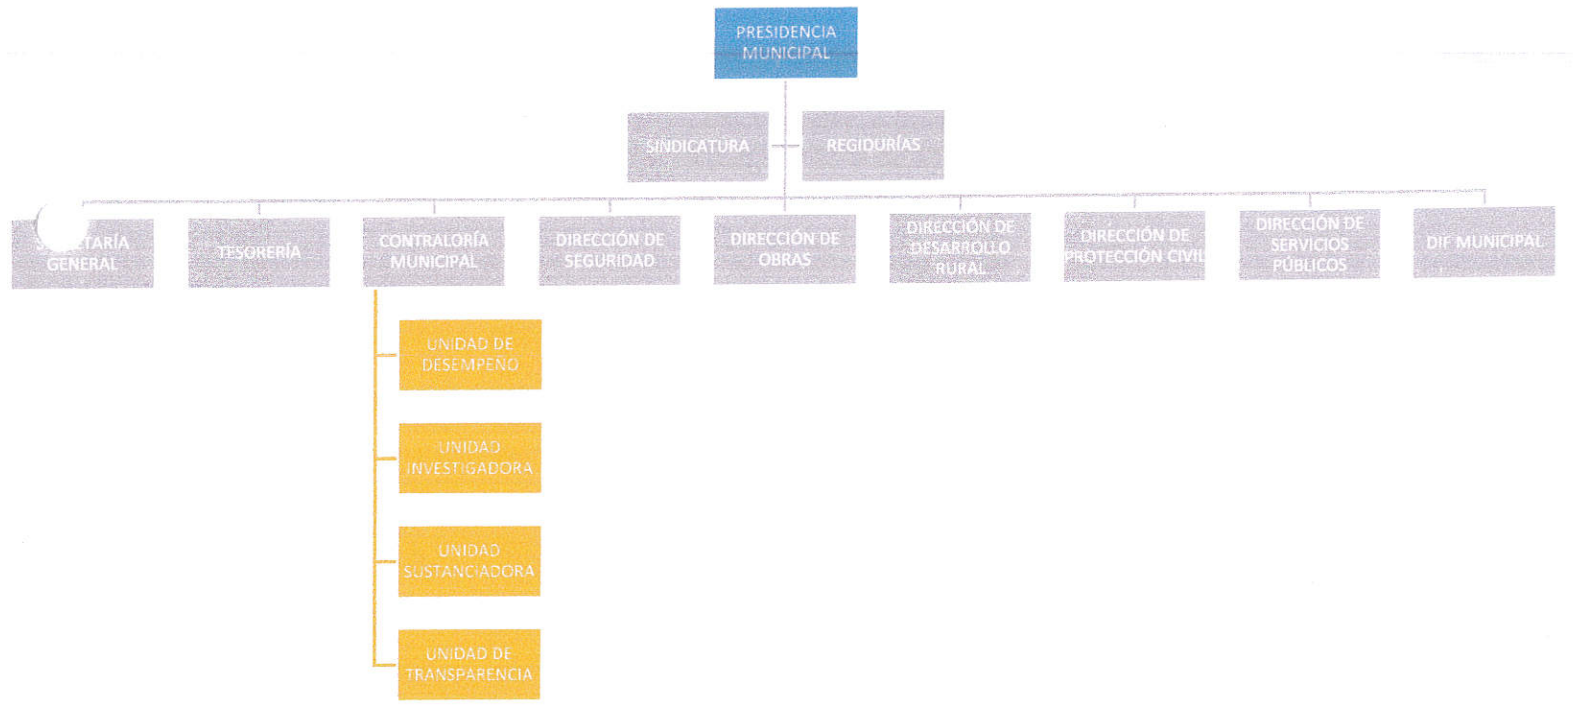 PRESIDENCIA
MUNICIPAL
SINDICATURA
REGIDURÍAS
GENERAL
TESORERÍA
CONTRALORÍA
MUNICIPAL
DIRECCIÓN DE
SEGURIDAD
DIRECCIÓN DE
OBRAS
DIRECCIÓN DE
DESARROLLO
RURAL
DIRECCIÓN DE
PROTECCIÓN CIVIL
DIRECCIÓN DE
SERVICIOS
PÚBLICOS
DIF MUNICIPAL
UNIDAD DE
DESEMPEÑO
UNIDAD
INVESTIGADORA
UNIDAD
SUSTANCIADORA
UNIDAD DE
TRANSPARENCIA